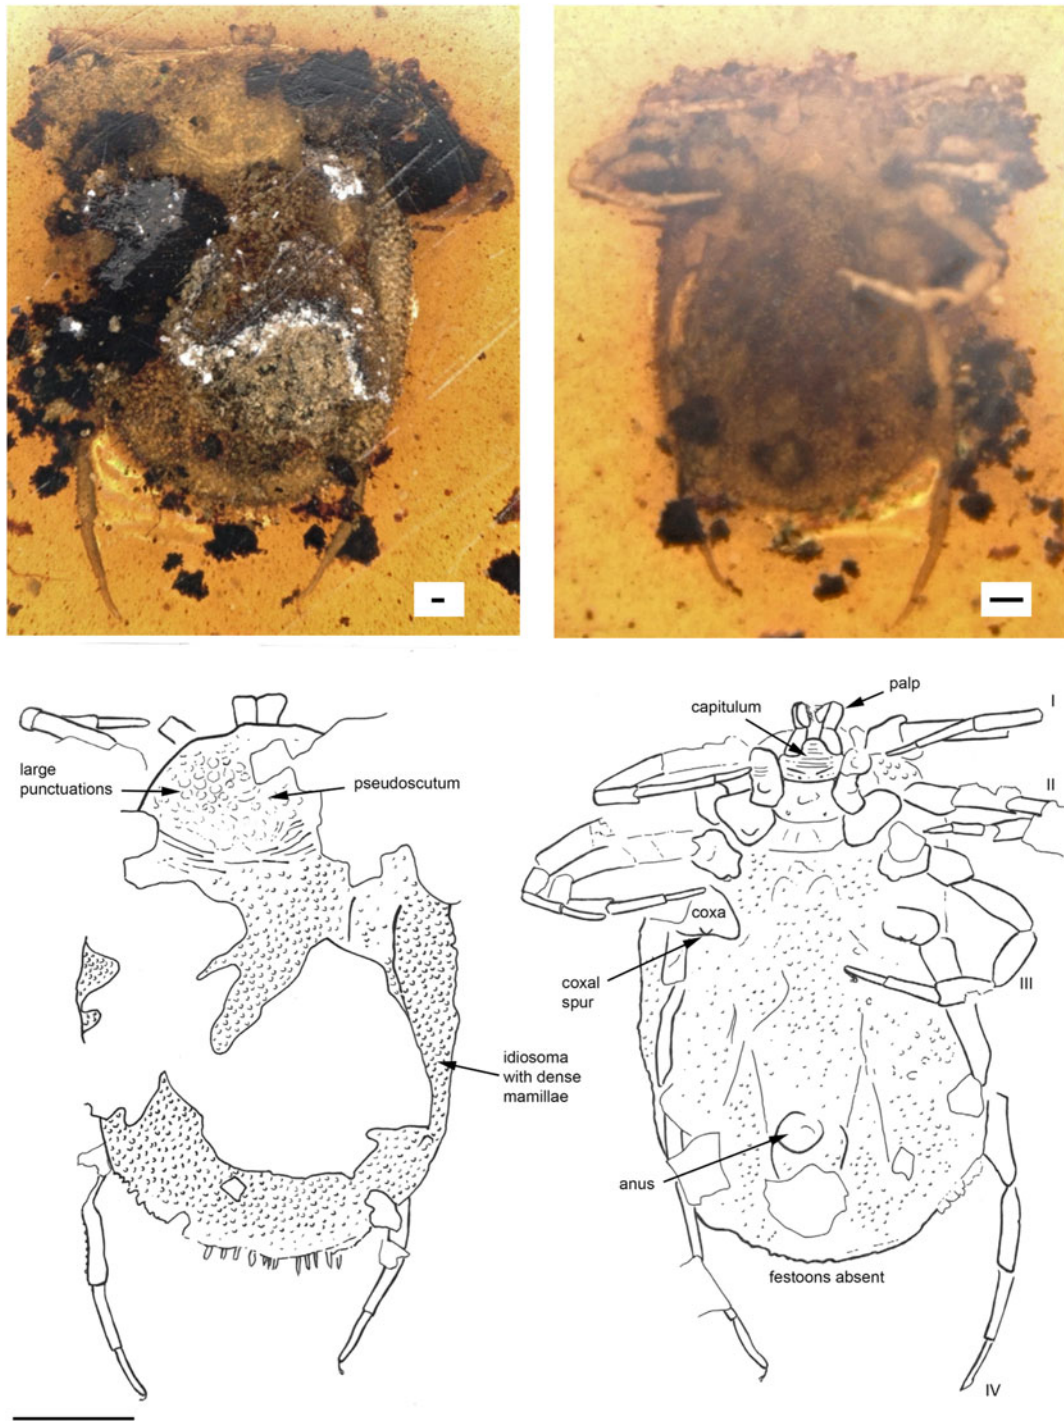 palp
I
capitulum
large
punctuations
pseudoscutum
II
coxa
coxal
spur
III
idiosoma
with dense
mamillae
anus
festoons absent
IV